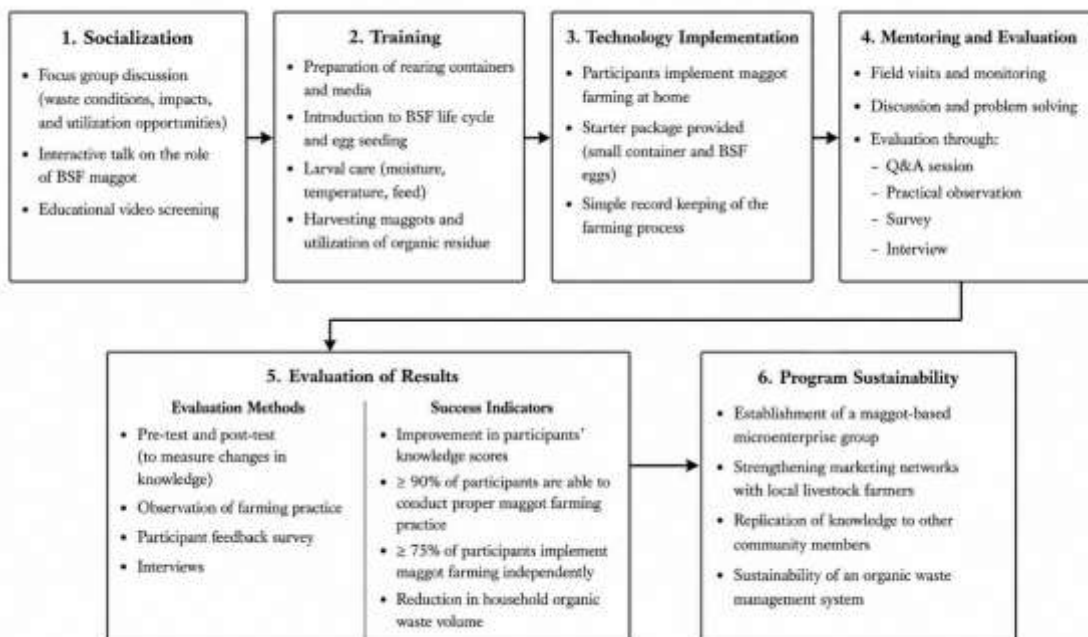 1. Socialization
• Focus group discussion
(waste conditions, impacts,
and utilization opportunities)
• Interactive talk on the role
of BSF maggot
• Educational video screening
2. Training
• Preparation of rearing containers
and media
• Introduction to BSF life cycle
and egg seeding
• Larval care (moisture,
temperature, feed)
• Harvesting maggots and
utilization of organic residue
3. Technology Implementation
• Participants implement maggot
farming at home
• Starter package provided
(small container and BSF
eggs)
• Simple record keeping of the
farming process
4. Mentoring and Evaluation
• Field visits and monitoring
• Discussion and problem solving
• Evaluation through:
– Q&A session
– Practical observation
– Survey
– Interview
5. Evaluation of Results
Evaluation Methods
• Pre-test and post-test
(to measure changes in
knowledge)
• Observation of farming practice
• Participant feedback survey
• Interviews
Success Indicators
• Improvement in participants'
knowledge scores
• ≥ 90% of participants are able to
conduct proper maggot farming
practice
• ≥ 75% of participants implement
maggot farming independently
• Reduction in household organic
waste volume
6. Program Sustainability
• Establishment of a maggot-based
microenterprise group
• Strengthening marketing networks
with local livestock farmers
• Replication of knowledge to other
community members
• Sustainability of an organic waste
management system